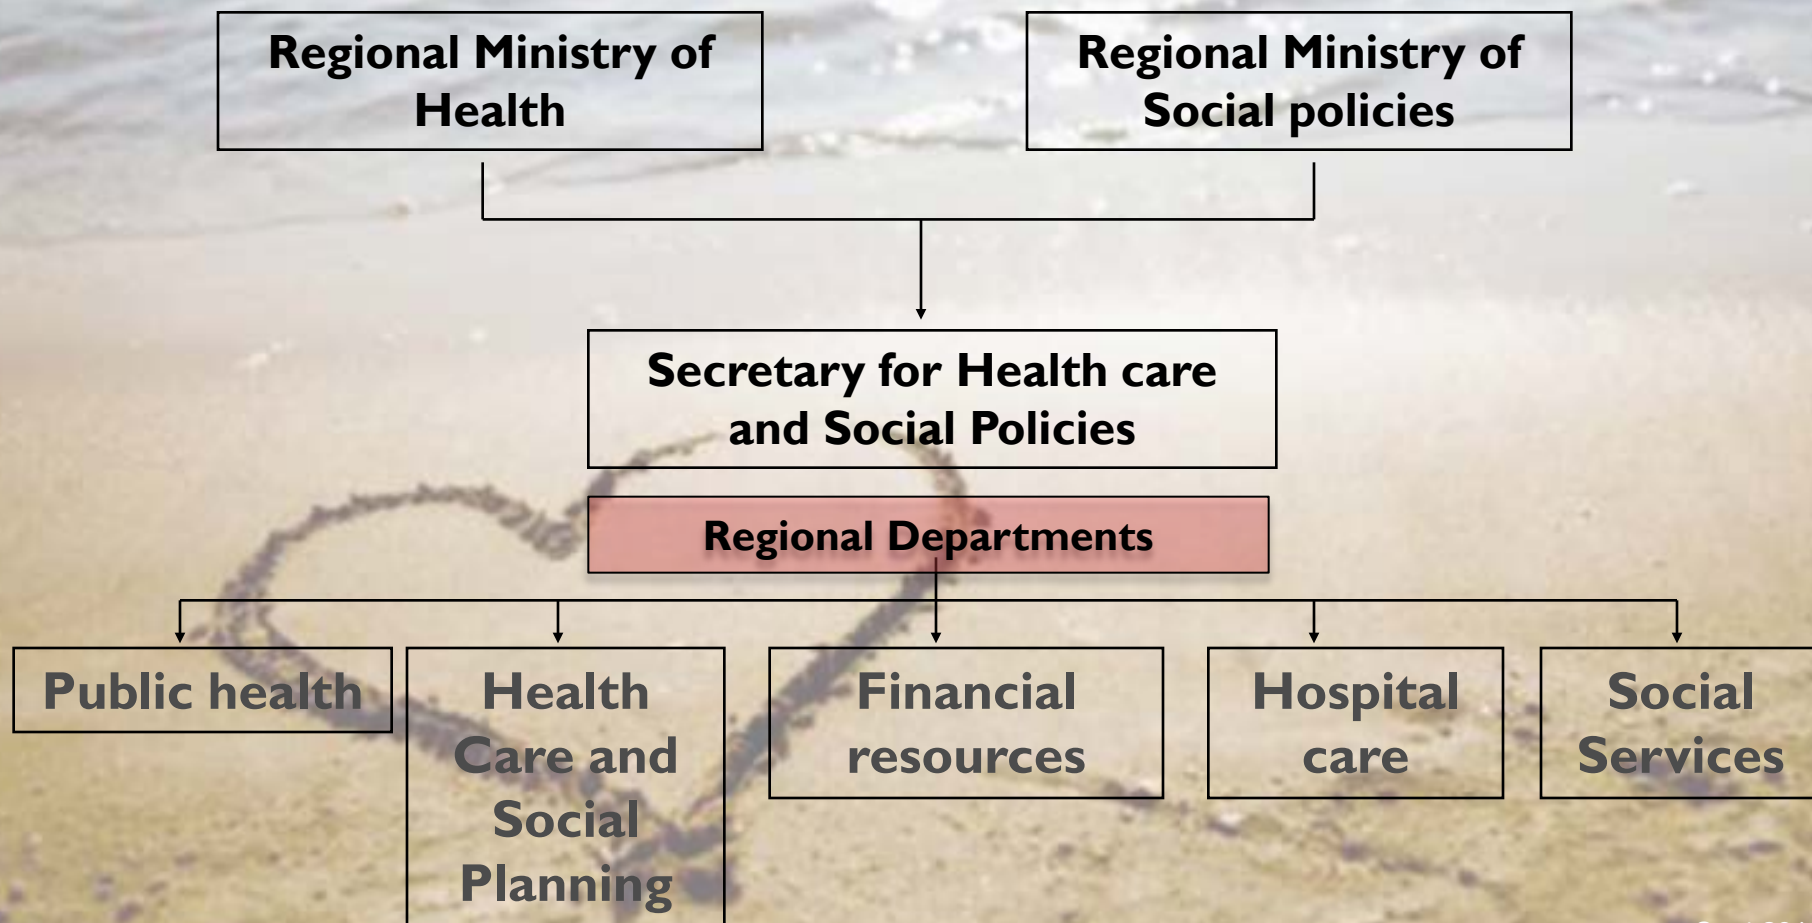 Regional Ministry of
Health
Regional Ministry of
Social policies
Secretary for Health care
and Social Policies
Regional Departments
Public health
Health
Care and
Social
Planning
Financial
resources
Hospital
care
Social
Services